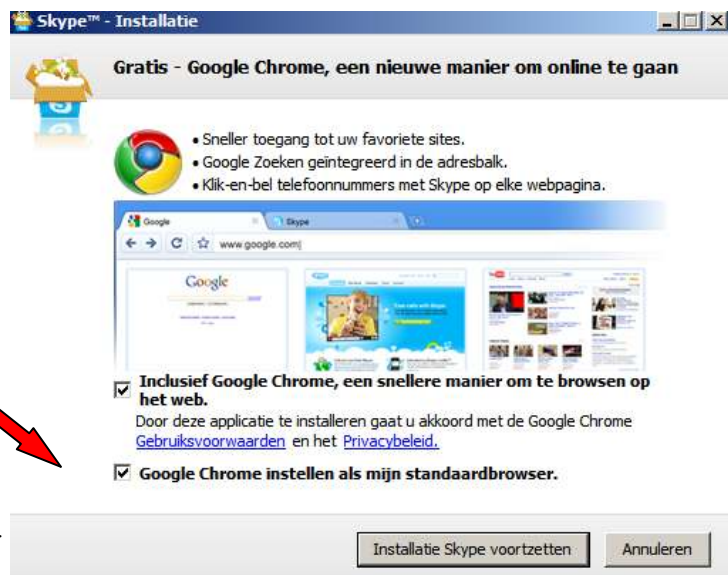 Skype™ - Installatie
Gratis - Google Chrome, een nieuwe manier om online te gaan
• Sneller toegang tot uw favoriete sites.
• Google Zoeken geïntegreerd in de adresbalk.
• Klik-en-bel telefoonnummers met Skype op elke webpagina.
Google Skype
www.google.com
Google
Inclusief Google Chrome, een snellere manier om te browsen op
het web.
Door deze applicatie te installeren gaat u akkoord met de Google Chrome
Gebruiksvoorwaarden en het Privacybeleid.
Google Chrome instellen als mijn standaardbrowser.
Installatie Skype voortzetten Annuleren